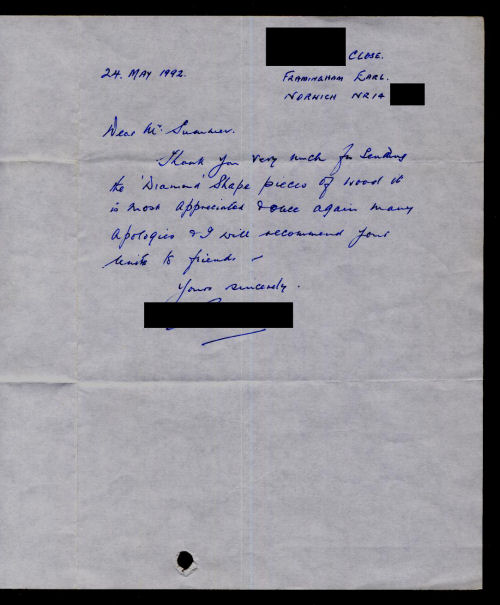 CLOSE.
24. MAY 1992. FRAMINGHAM EARL.
NORWICH NR14
Dear Mr Summer.
Thank you very much for sending
the 'Diamond' shape pieces of wood it
is most appreciated & once again many
apologies & I will recommend your
units to friends -
Yours sincerely.